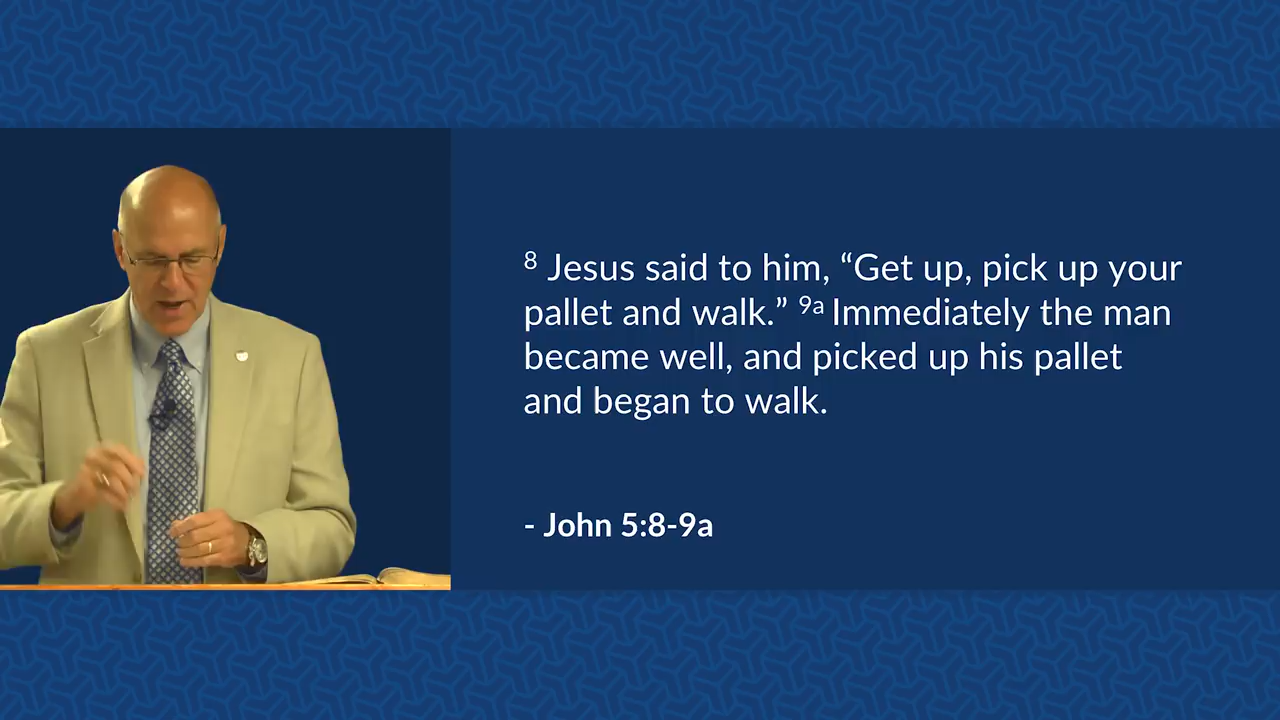 8 Jesus said to him, “Get up, pick up your
pallet and walk.” 9a Immediately the man
became well, and picked up his pallet
and began to walk.
- John 5:8-9a